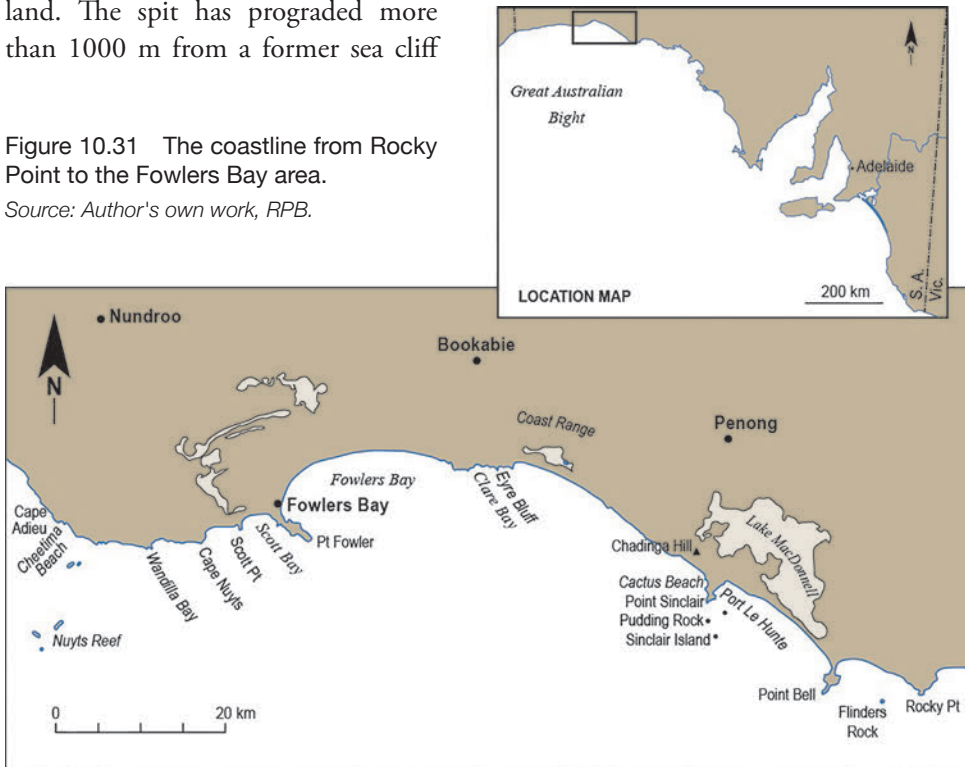 land. The spit has prograded more
than 1000 m from a former sea cliff
Figure 10.31 The coastline from Rocky
Point to the Fowlers Bay area.
Source: Author's own work, RPB.
N
Great Australian
Bight
Adelaide
S. A.
Vic.
LOCATION MAP
200 km
Nundroo
N
Bookabie
Coast Range
Penong
Fowlers Bay
Fowlers Bay
Pt Fowler
Clare Bay
Eyre Bluff
Lake MacDonnell
Chadinga Hill
Cape
Adieu
Cheetima
Beach
Wandilla Bay
Cape Nuyts
Scott Pt
Scott Bay
Nuyts Reef
Cactus Beach
Point Sinclair
Pudding Rock
Sinclair Island
Port Le Hunte
Point Bell
Flinders
Rock
Rocky Pt
0
20 km